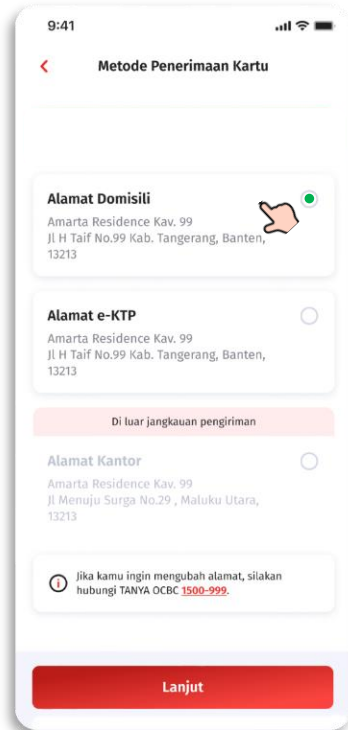 9:41
Metode Penerimaan Kartu
Alamat Domisili
Amarta Residence Kav. 99
Jl H Taif No.99 Kab. Tangerang, Banten,
13213
Alamat e-KTP
Amarta Residence Kav. 99
Jl H Taif No.99 Kab. Tangerang, Banten,
13213
Di luar jangkauan pengiriman
Alamat Kantor
Amarta Residence Kav. 99
Jl Menuju Surga No.29 , Maluku Utara,
13213
Jika kamu ingin mengubah alamat, silakan
hubungi TANYA OCBC 1500-999.
Lanjut